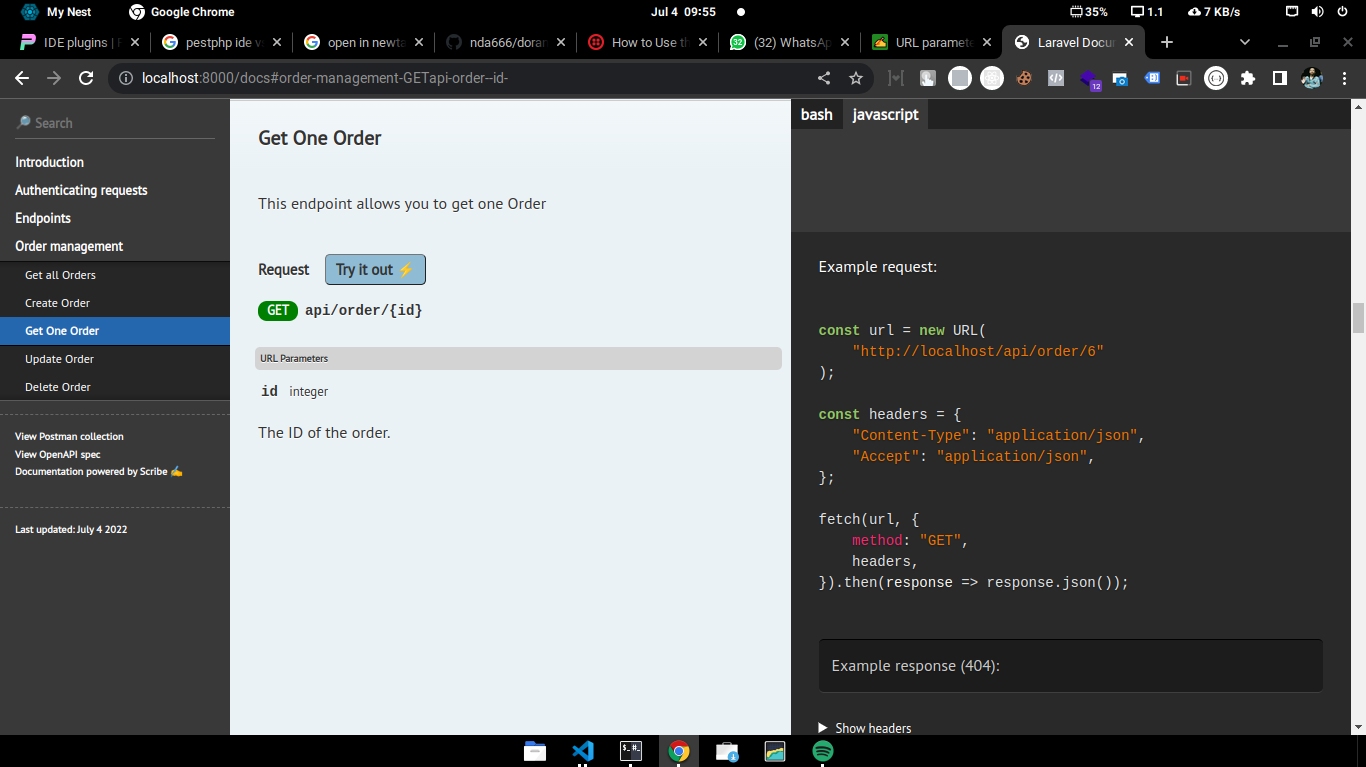 My Nest
Google Chrome
Jul 4 09:55
35%
1.1
7 KB/s
IDE plugins | P
pestphp ide v
open in newta
nda666/doran
How to Use th
(32) WhatsAp
URL paramete
Laravel Docu
localhost:8000/docs#order-management-GETapi-order--id-
12
Search
Introduction
Authenticating requests
Endpoints
Order management
Get all Orders
Create Order
Get One Order
Update Order
Delete Order
View Postman collection
View OpenAPI spec
Documentation powered by Scribe ✍
Last updated: July 4 2022
Get One Order
This endpoint allows you to get one Order
Request
Try it out ⚡
GET api/order/{id}
URL Parameters
id integer
The ID of the order.
bash
javascript
Example request:
const url = new URL(
"http://localhost/api/order/6"
);
const headers = {
"Content-Type": "application/json",
"Accept": "application/json",
};
fetch(url, {
method: "GET",
headers,
}).then(response => response.json());
Example response (404):
Show headers